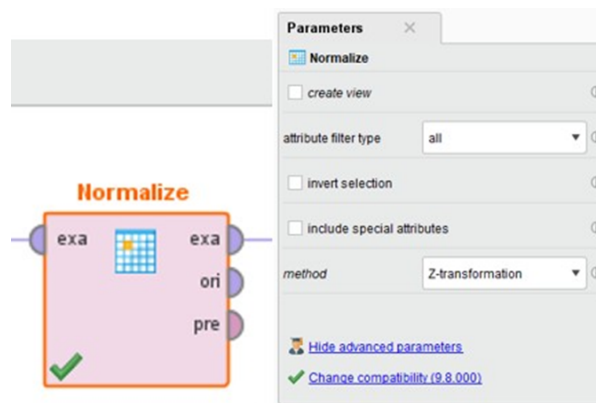 Normalize
exa exa
ori
pre
Parameters
Normalize
create view
attribute filter type all
invert selection
include special attributes
method Z-transformation
Hide advanced parameters
Change compatibility (9.8.000)